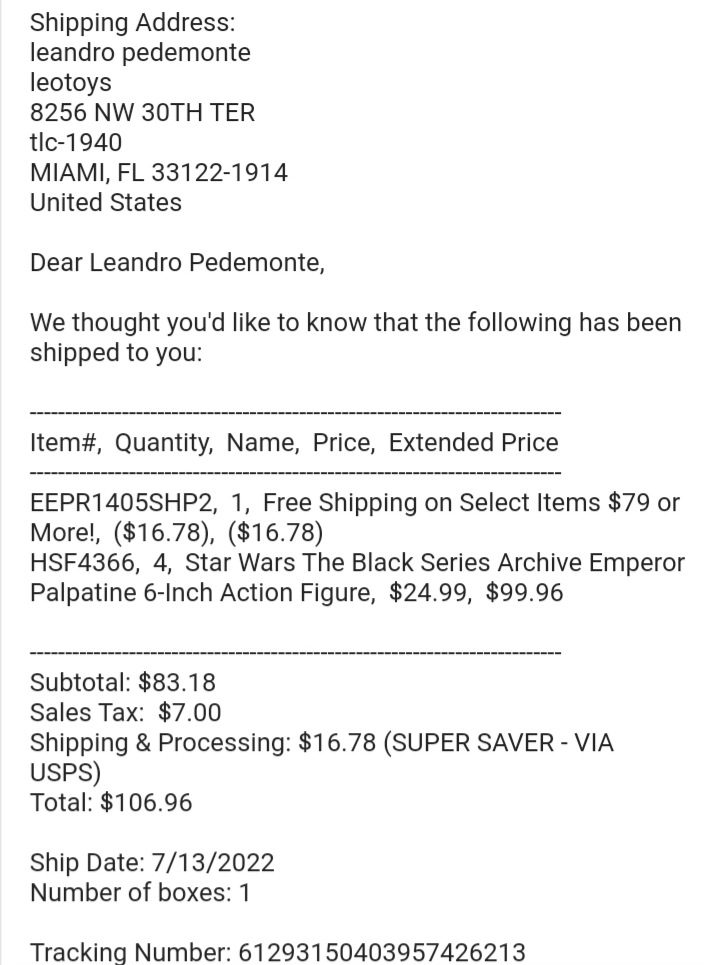 Shipping Address:
leandro pedemonte
leotoys
8256 NW 30TH TER
tlc-1940
MIAMI, FL 33122-1914
United States
Dear Leandro Pedemonte,
We thought you'd like to know that the following has been
shipped to you:
----------------------------------------------------------------------------
Item#,  Quantity,  Name,  Price,  Extended Price
----------------------------------------------------------------------------
EEPR1405SHP2,  1,  Free Shipping on Select Items $79 or
More!,  ($16.78),  ($16.78)
HSF4366,  4,  Star Wars The Black Series Archive Emperor
Palpatine 6-Inch Action Figure,  $24.99,  $99.96
----------------------------------------------------------------------------
Subtotal: $83.18
Sales Tax:  $7.00
Shipping & Processing: $16.78 (SUPER SAVER - VIA
USPS)
Total: $106.96
Ship Date: 7/13/2022
Number of boxes: 1
Tracking Number: 61293150403957426213